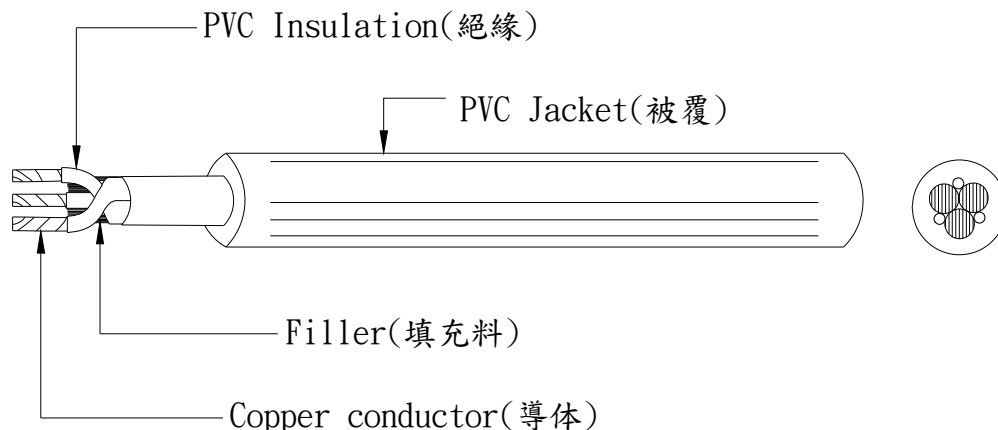 PVC Insulation(絕緣)
PVC Jacket(被覆)
Filler(填充料)
Copper conductor(導体)